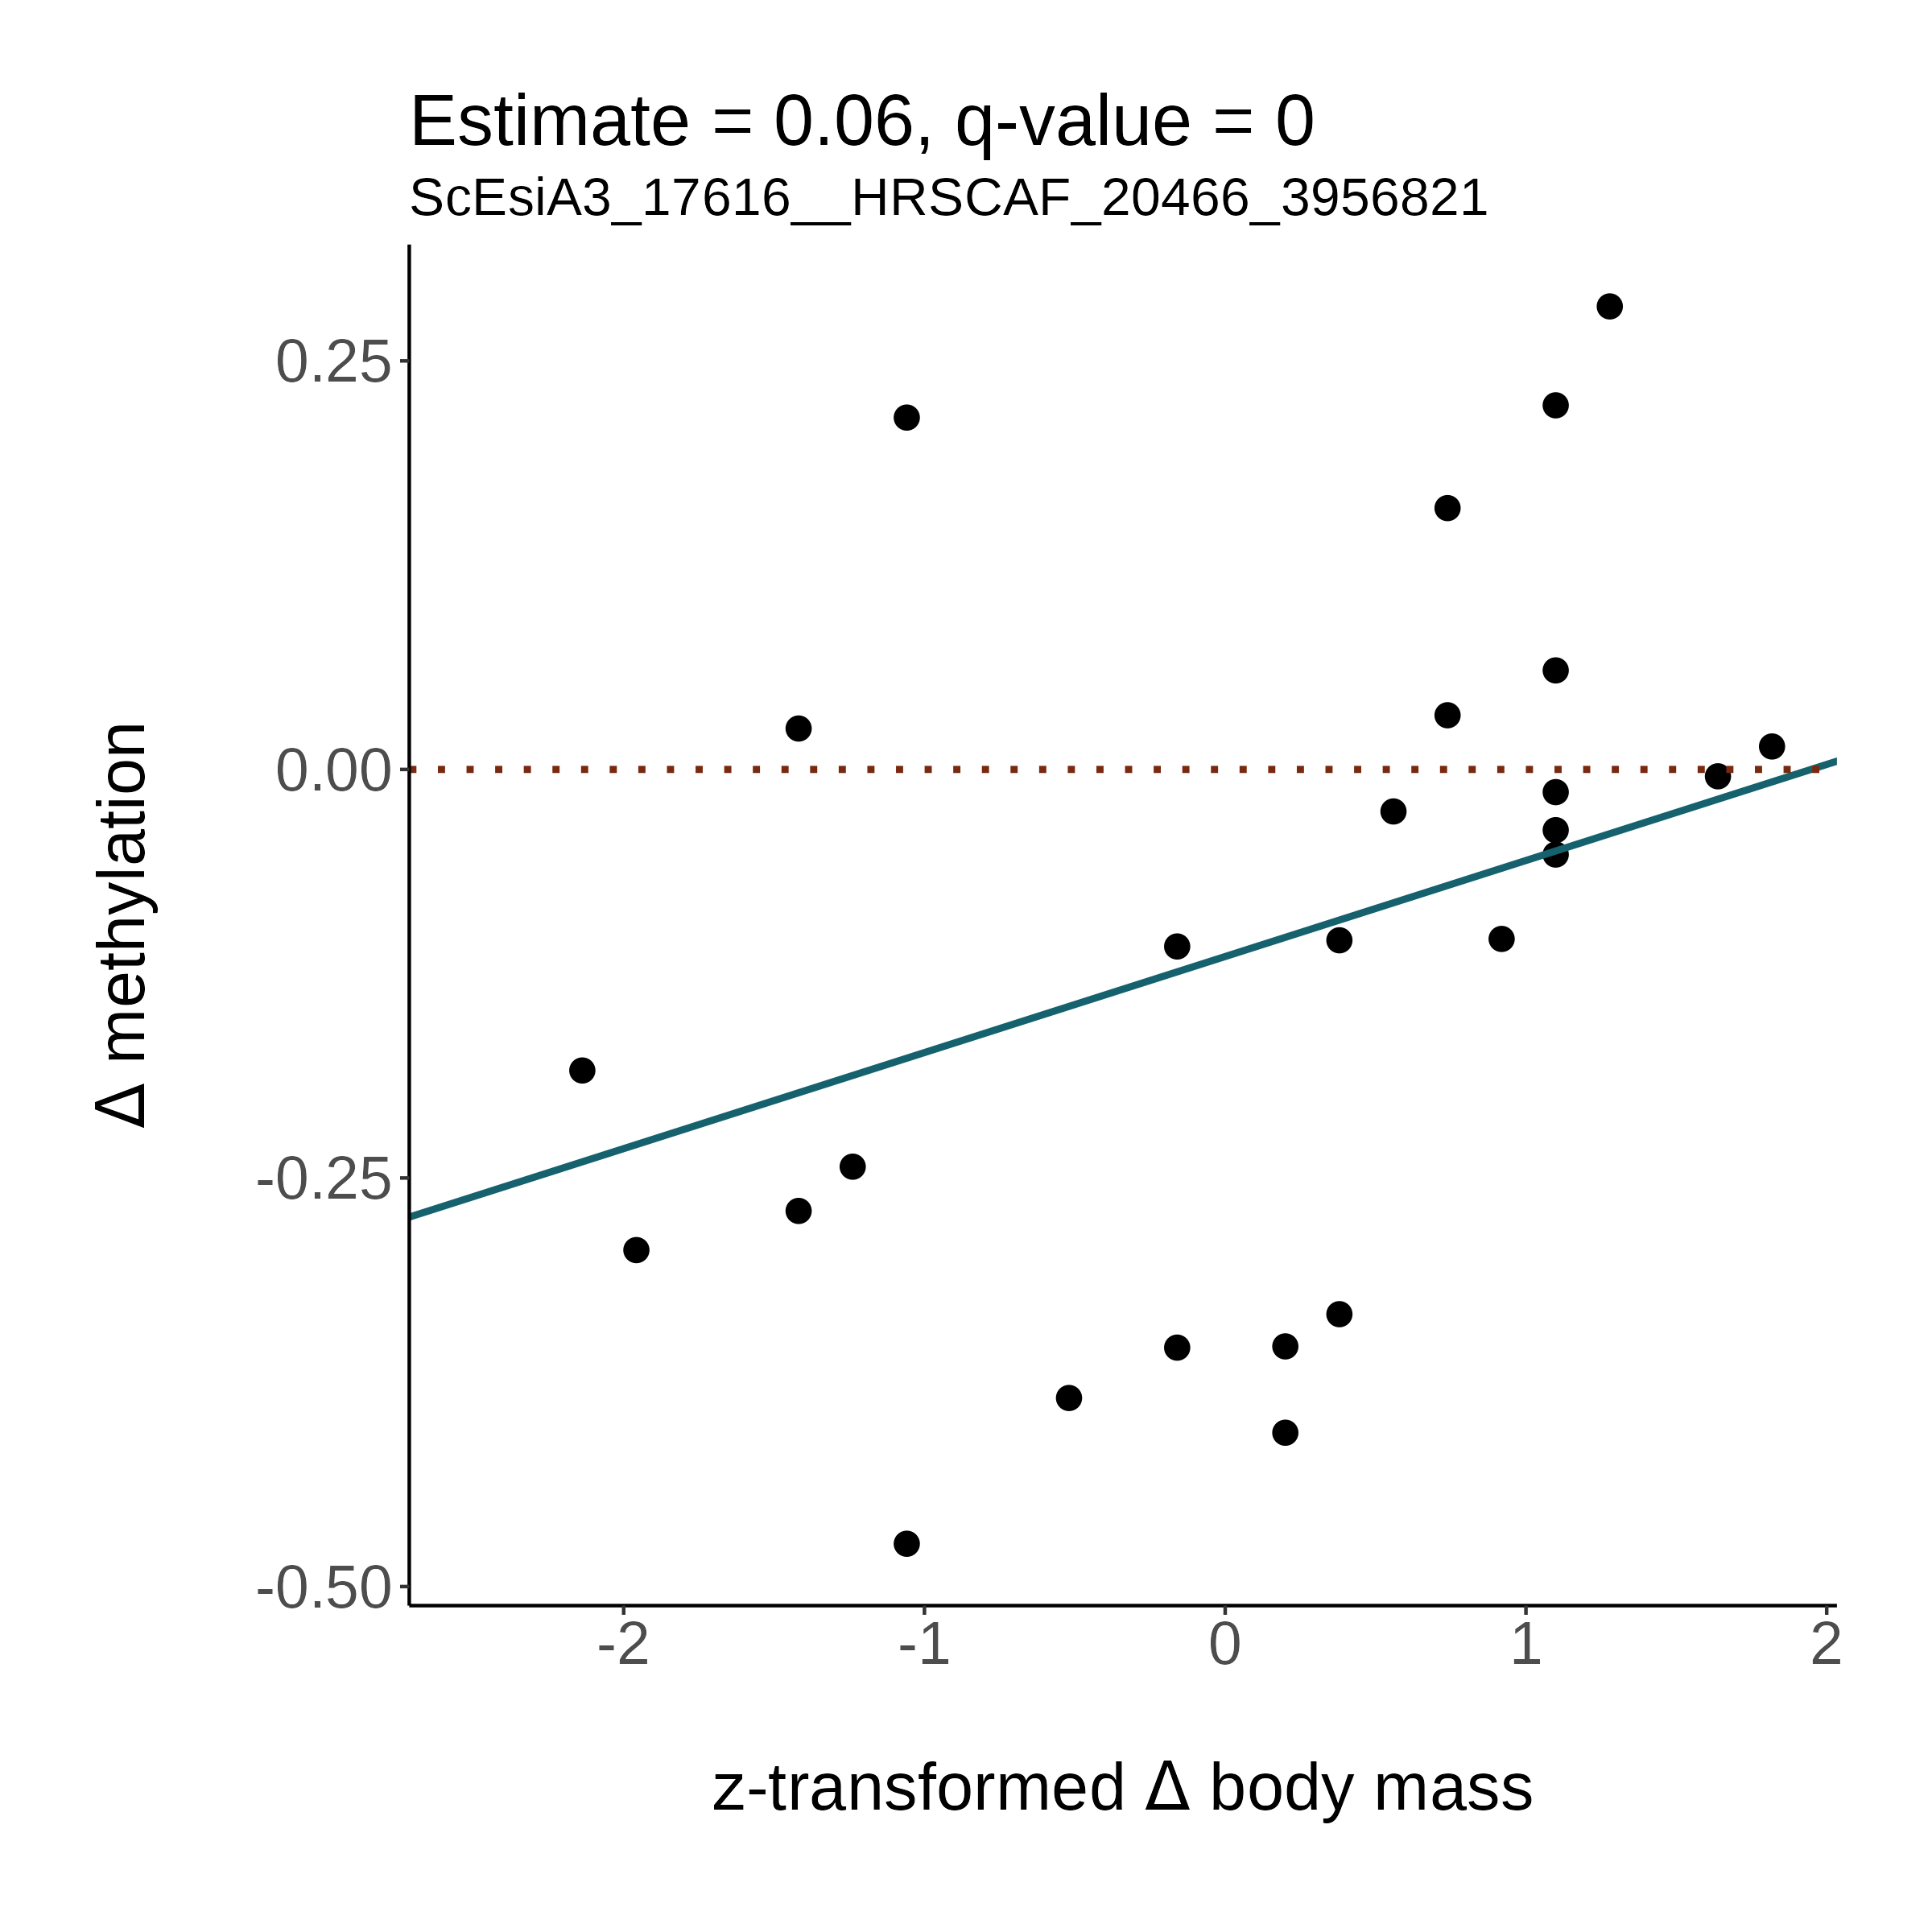 Estimate = 0.06, q-value = 0
ScEsiA3_17616__HRSCAF_20466_3956821
0.25
0.00
-0.25
-0.50
Δ methylation
-2 -1 0 1 2
z-transformed Δ body mass